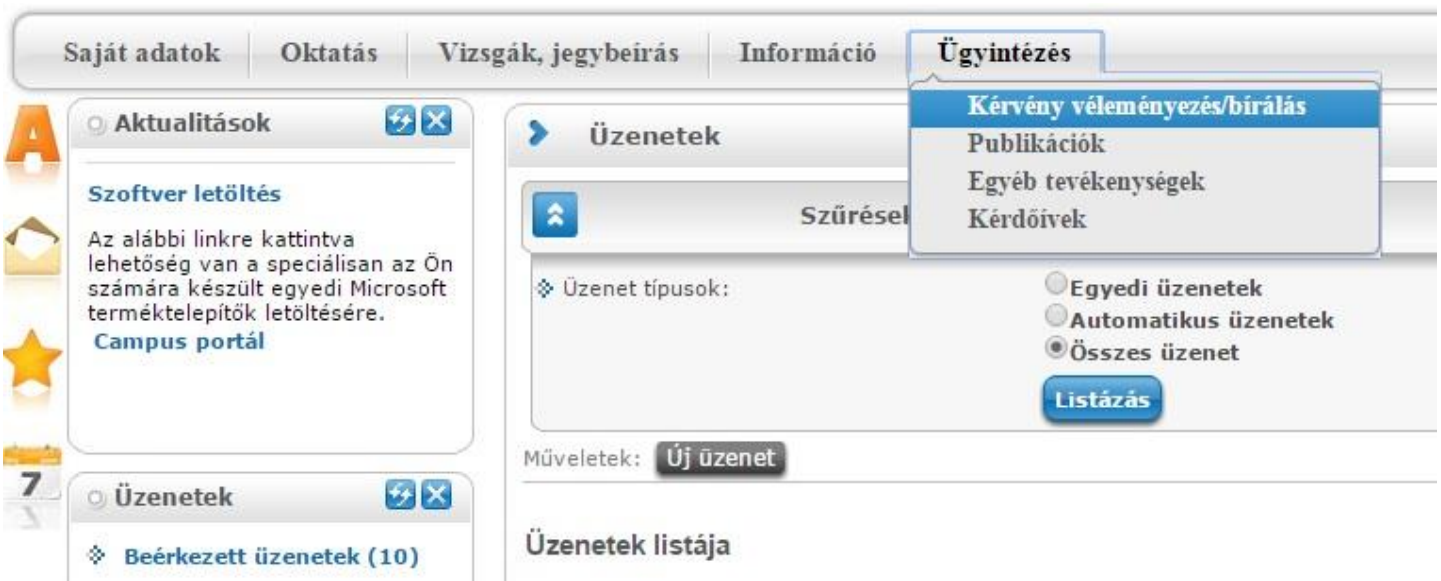 Saját adatok Oktatás Vizsgák, jegybeírás Információ Ügyintézés
Kérvény véleményezés/bírálás
Publikációk
Egyéb tevékenységek
Kérdőívek
A
Aktualitások
Szoftver letöltés
Az alábbi linkre kattintva
lehetőség van a speciálisan az Ön
számára készült egyedi Microsoft
terméktelepítők letöltésére.
Campus portál
7
Üzenetek
Beérkezett üzenetek (10)
Üzenetek
Üzenet típusok:
Egyedi üzenetek
Automatikus üzenetek
Összes üzenet
Listázás
Műveletek: Új üzenet
Üzenetek listája